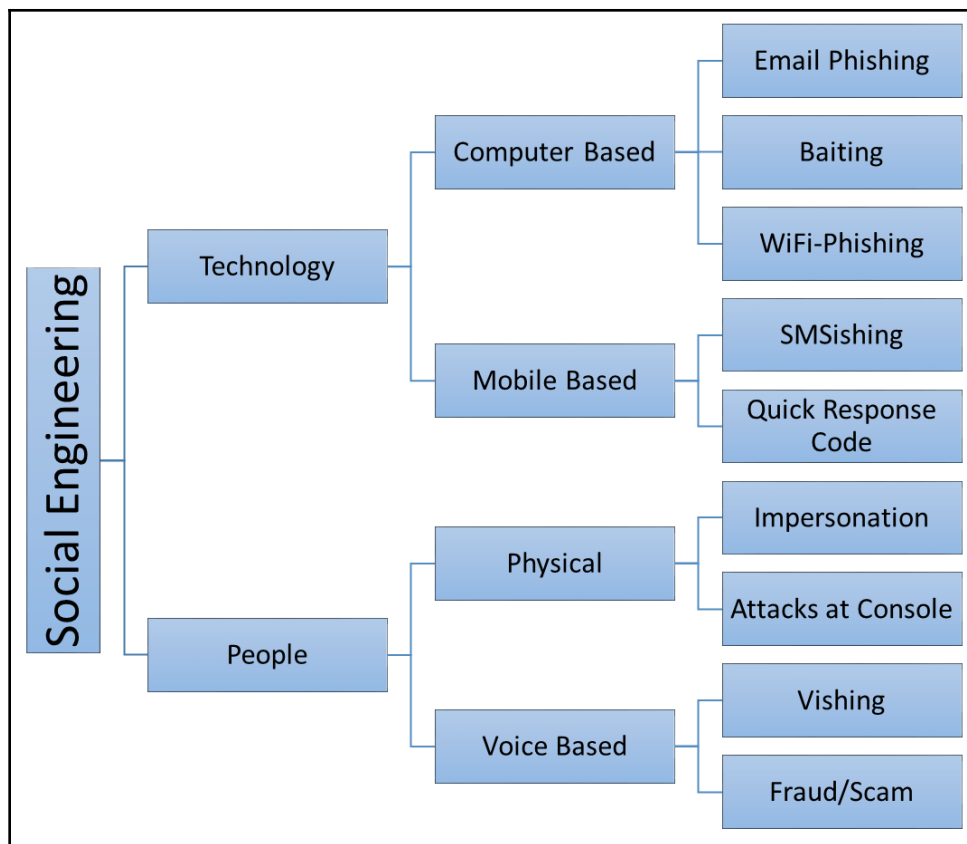 Social Engineering
Technology
Computer Based
Email Phishing
Baiting
WiFi-Phishing
Mobile Based
SMSishing
Quick Response
Code
People
Physical
Impersonation
Attacks at Console
Voice Based
Vishing
Fraud/Scam